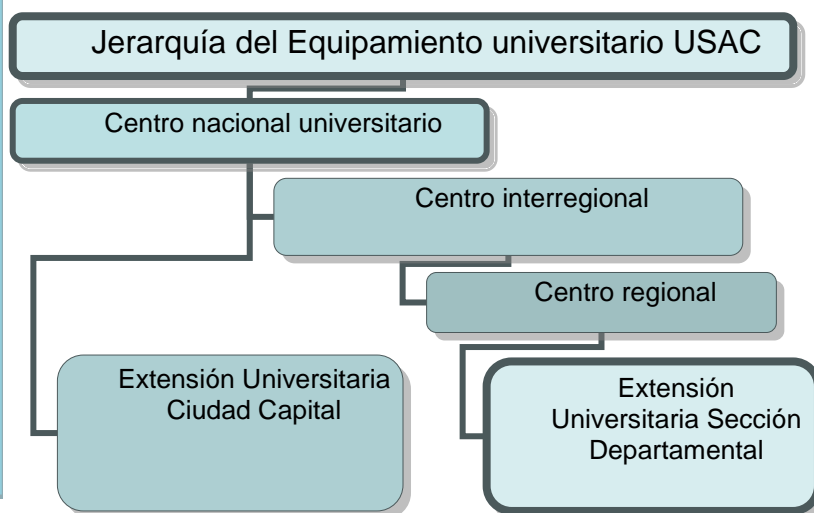 Jerarquía del Equipamiento universitario USAC
Centro nacional universitario
Centro interregional
Centro regional
Extensión Universitaria
Ciudad Capital
Extensión
Universitaria Sección
Departamental